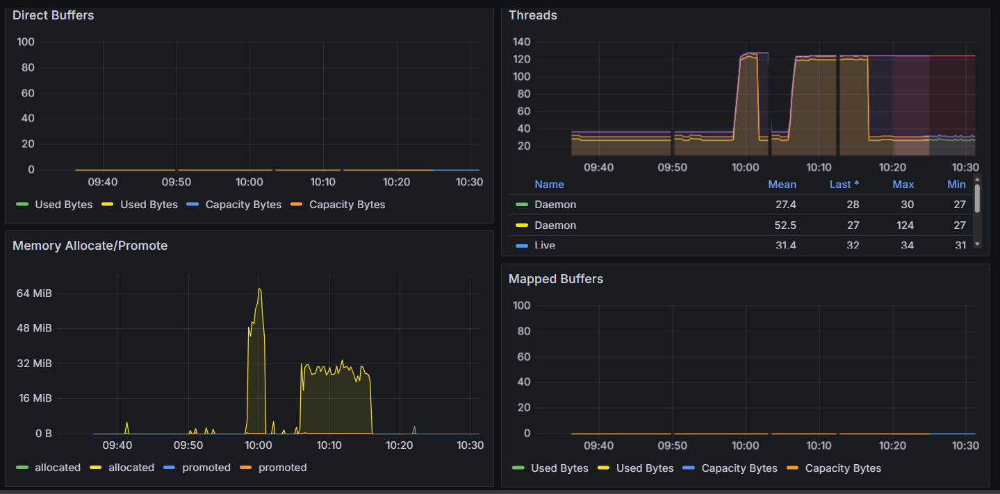 Direct Buffers
100
80
60
40
20
0
09:40 09:50 10:00 10:10 10:20 10:30
Used Bytes Used Bytes Capacity Bytes Capacity Bytes
Threads
140
120
100
80
60
40
20
09:40 09:50 10:00 10:10 10:20 10:30
Name Mean Last * Max Min
Daemon 27.4 28 30 27
Daemon 52.5 27 124 27
Live 31.4 32 34 31
Memory Allocate/Promote
64 MiB
48 MiB
32 MiB
16 MiB
0 B
09:40 09:50 10:00 10:10 10:20 10:30
allocated allocated promoted promoted
Mapped Buffers
100
80
60
40
20
0
09:40 09:50 10:00 10:10 10:20 10:30
Used Bytes Used Bytes Capacity Bytes Capacity Bytes